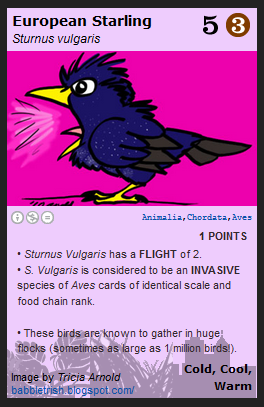 European Starling
5 3
Sturnus vulgaris
Animalia,Chordata,Aves
1 POINTS
• Sturnus Vulgaris has a FLIGHT of 2.
• S. Vulgaris is considered to be an INVASIVE
species of Aves cards of identical scale and
food chain rank.
• These birds are known to gather in huge
flocks (sometimes as large as 1 million birds!).
Cold, Cool,
Warm
Image by Tricia Arnold
babbletrish.blogspot.com/